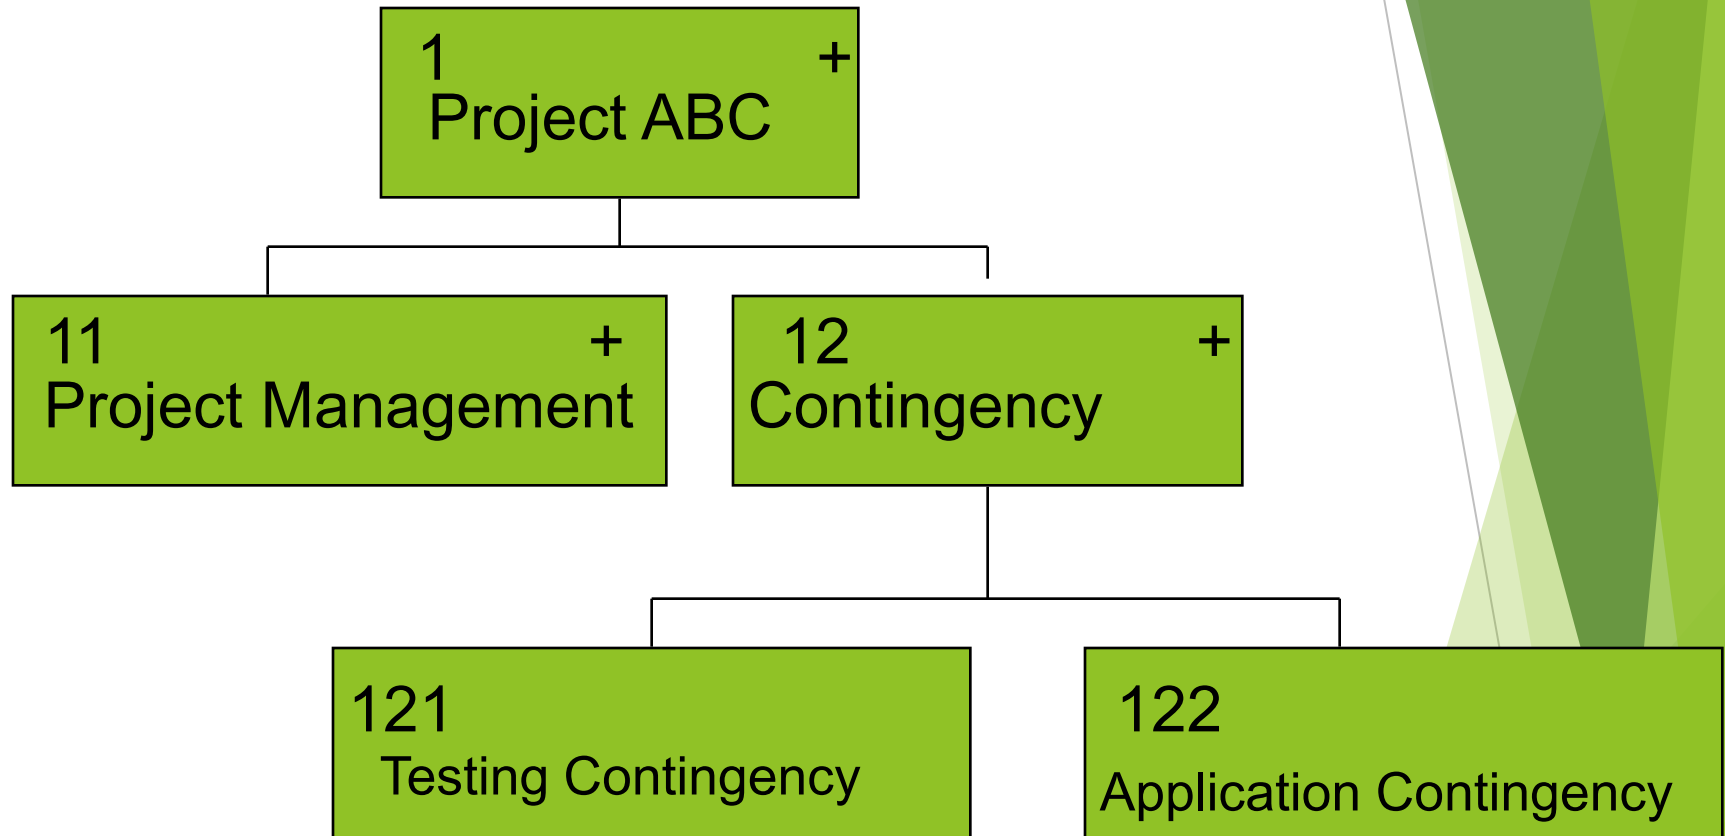 1 +
Project ABC
11 +
Project Management
12 +
Contingency
121
Testing Contingency
122
Application Contingency